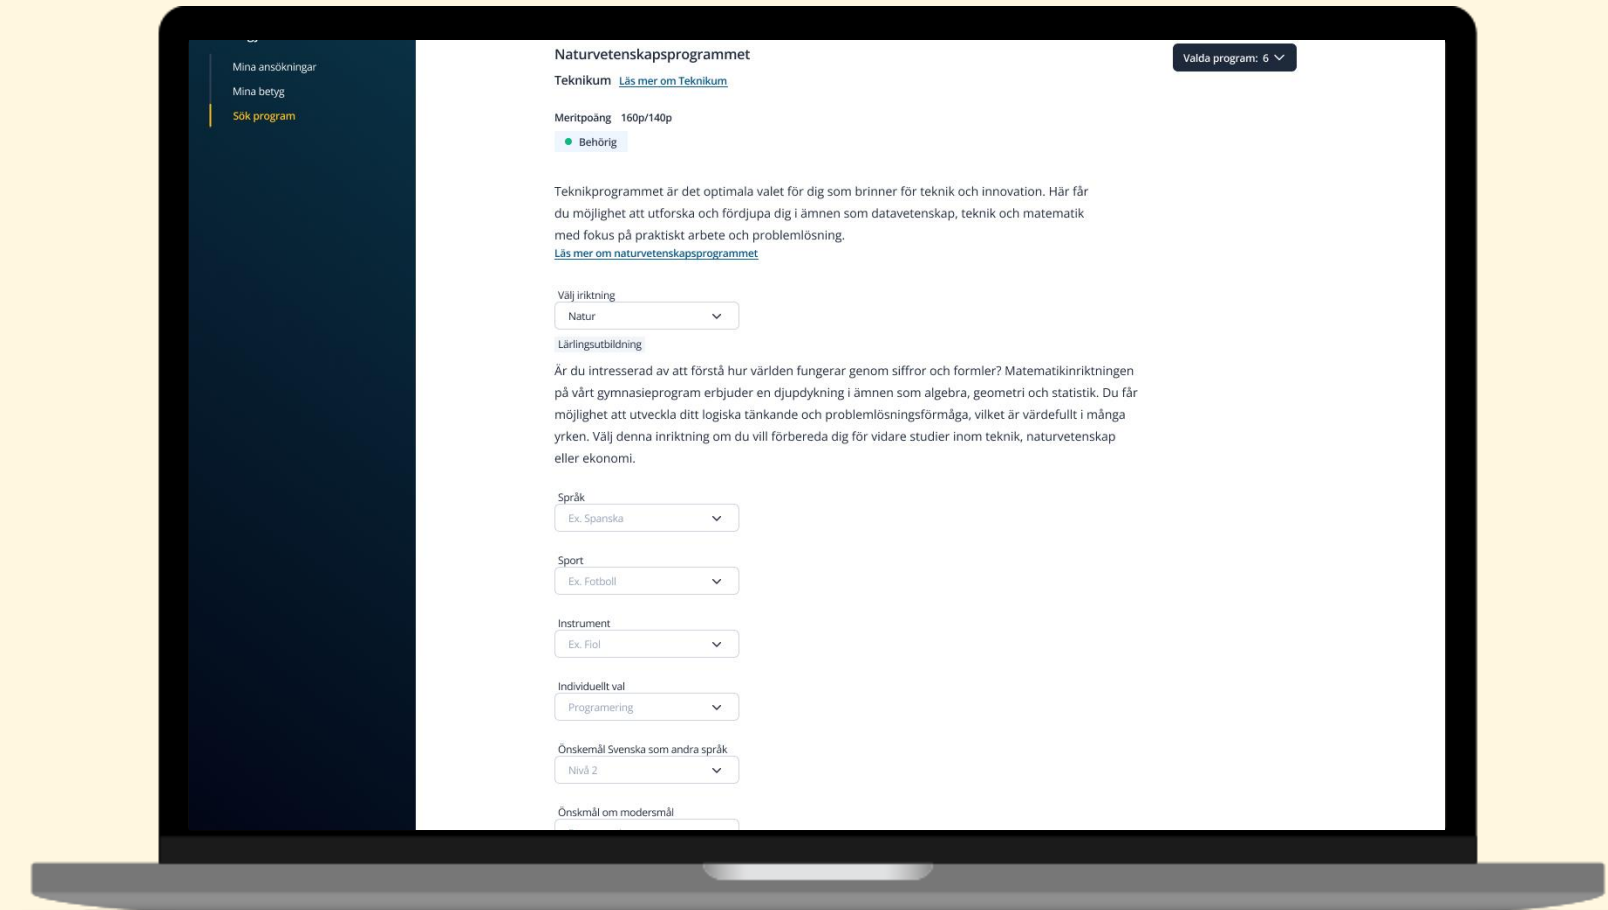 Mina ansökningar
Mina betyg
Sök program
Naturvetenskapsprogrammet
Valda program: 6
Teknikum Läs mer om Teknikum
Meritpoäng 160p/140p
Behörig
Teknikprogrammet är det optimala valet för dig som brinner för teknik och innovation. Här får
du möjlighet att utforska och fördjupa dig i ämnen som datavetenskap, teknik och matematik
med fokus på praktiskt arbete och problemlösning.
Läs mer om naturvetenskapsprogrammet
Välj iriktning
Natur
Lärlingsutbildning
Är du intresserad av att förstå hur världen fungerar genom siffror och formler? Matematikinriktningen
på vårt gymnasieprogram erbjuder en djupdykning i ämnen som algebra, geometri och statistik. Du får
möjlighet att utveckla ditt logiska tänkande och problemlösningsförmåga, vilket är värdefullt i många
yrken. Välj denna inriktning om du vill förbereda dig för vidare studier inom teknik, naturvetenskap
eller ekonomi.
Språk
Ex. Spanska
Sport
Ex. Fotboll
Instrument
Ex. Fiol
Individuellt val
Programering
Önskemål Svenska som andra språk
Nivå 2
Önskmål om modersmål